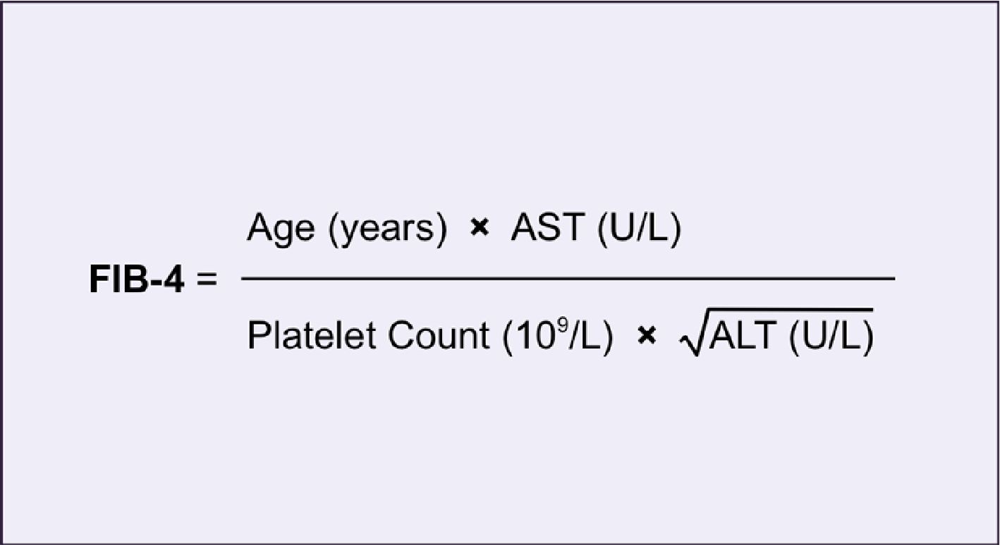 Age (years) × AST (U/L)
FIB-4 =
Platelet Count (10⁹/L) × √ALT (U/L)